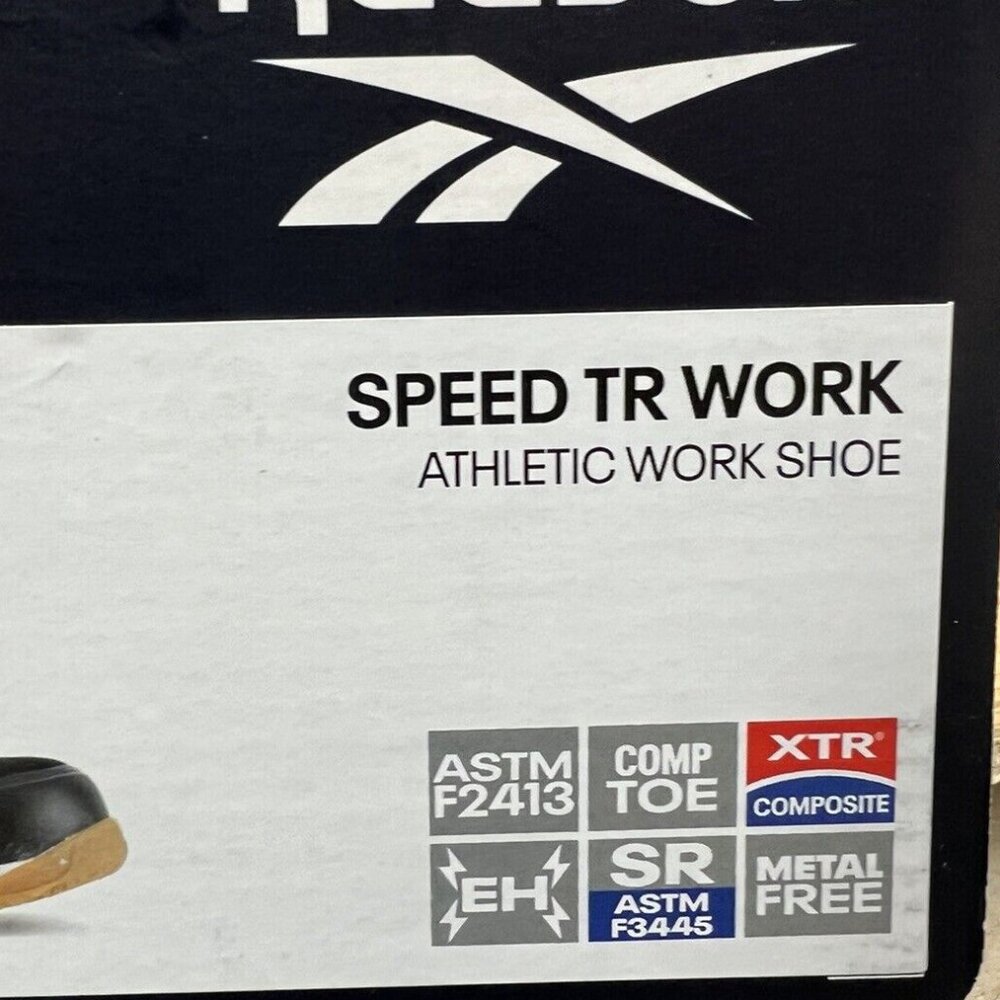 SPEED TR WORK
ATHLETIC WORK SHOE
ASTM
F2413
COMP
TOE
XTR®
COMPOSITE
EH
SR
ASTM
F3445
METAL
FREE